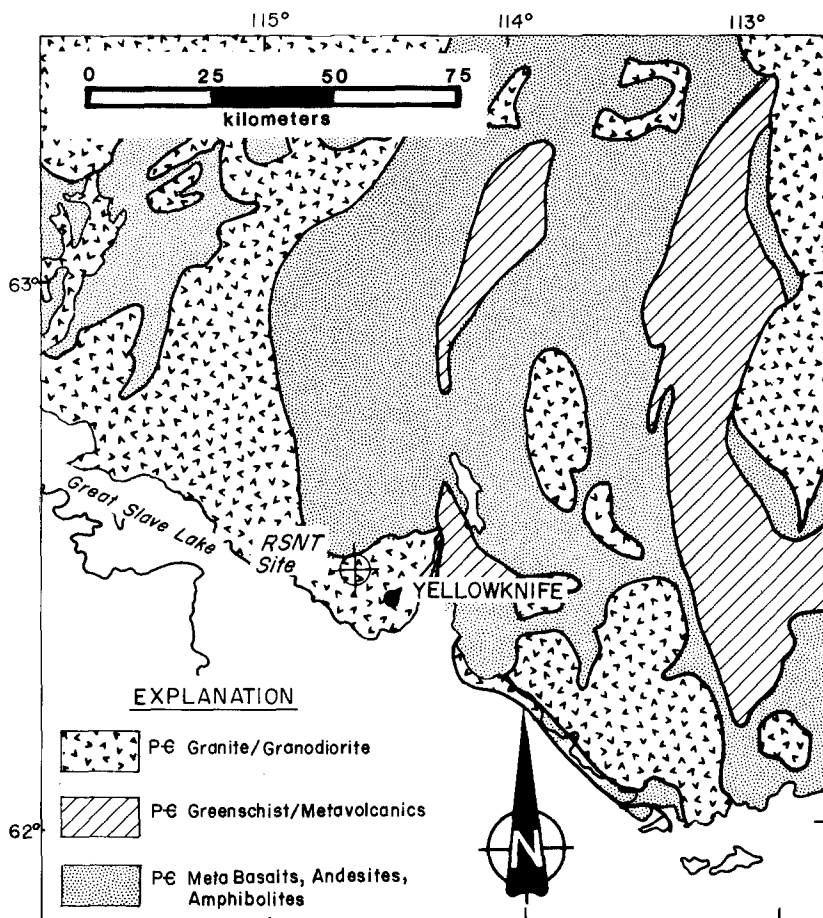 115° 114° 113°
0 25 50 75
kilometers
63°
Great Slave Lake
RSNT
Site
YELLOWKNIFE
EXPLANATION
P-Є Granite/Granodiorite
P-Є Greenschist/Metavolcanics
62°
P-Є Meta Basalts, Andesites,
Amphibolites
N